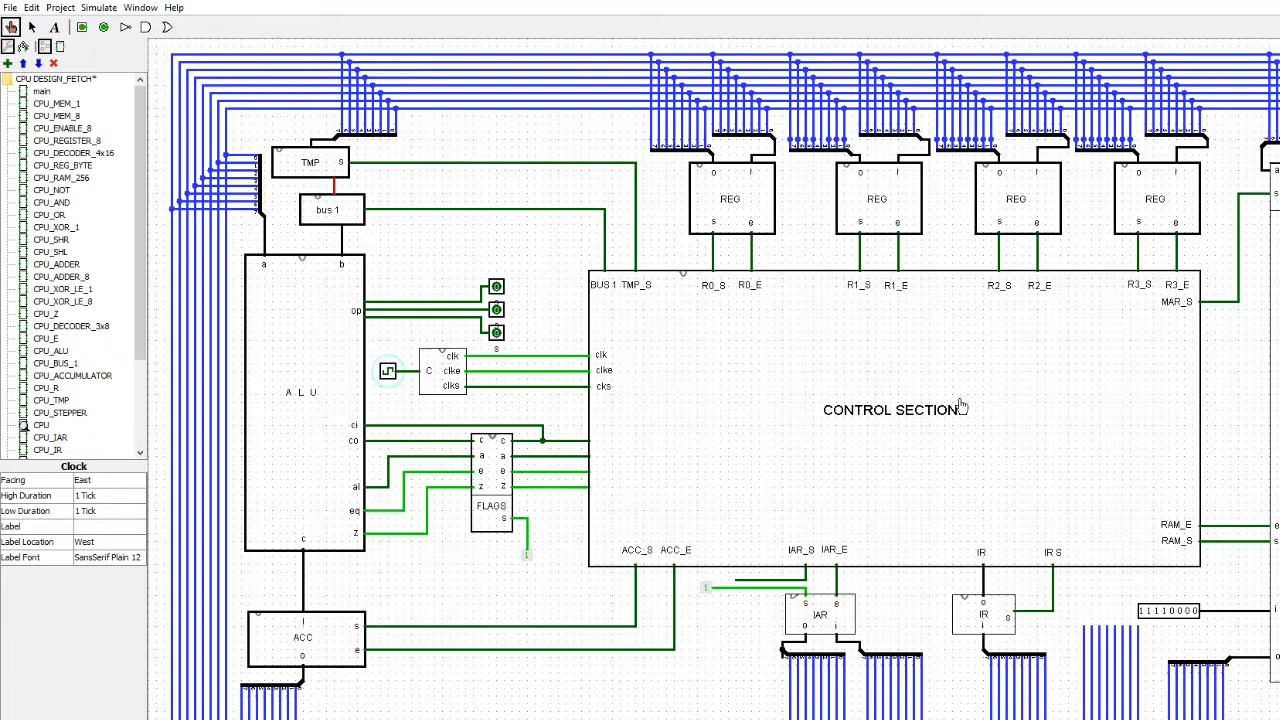 File Edit Project Simulate Window Help
A
CPU DESIGN_FETCH*
main
CPU_MEM_1
CPU_MEM_8
CPU_ENABLE_8
CPU_REGISTER_8
CPU_DECODER_4x16
CPU_REG_BYTE
CPU_RAM_256
CPU_NOT
CPU_AND
CPU_OR
CPU_XOR_1
CPU_SHR
CPU_SHL
CPU_ADDER
CPU_ADDER_8
CPU_XOR_LE_1
CPU_XOR_LE_8
CPU_Z
CPU_DECODER_3x8
CPU_E
CPU_ALU
CPU_BUS_1
CPU_ACCUMULATOR
CPU_R
CPU_TMP
CPU_STEPPER
CPU
CPU_IAR
CPU_IR
Clock
Facing East
High Duration 1 Tick
Low Duration 1 Tick
Label
Label Location West
Label Font SansSerif Plain 12
TMP s
bus 1
a b
op
A L U
ci
co
al
eq
z
c
s
C clk
clke
clks
c c
a a
e e
z z
FLAGS
s
1
i
ACC s
e
o
o i
REG
s e
o i
REG
s e
o i
REG
s e
o i
REG
s e
BUS 1 TMP_S R0_S R0_E R1_S R1_E R2_S R2_E R3_S R3_E
MAR_S
clk
clke
cks
CONTROL SECTION
RAM_E
RAM_S
ACC_S ACC_E IAR_S IAR_E IR IR S
1
s e
IAR
o i
o
IR s
i
11110000
a
s
e
s
i
o